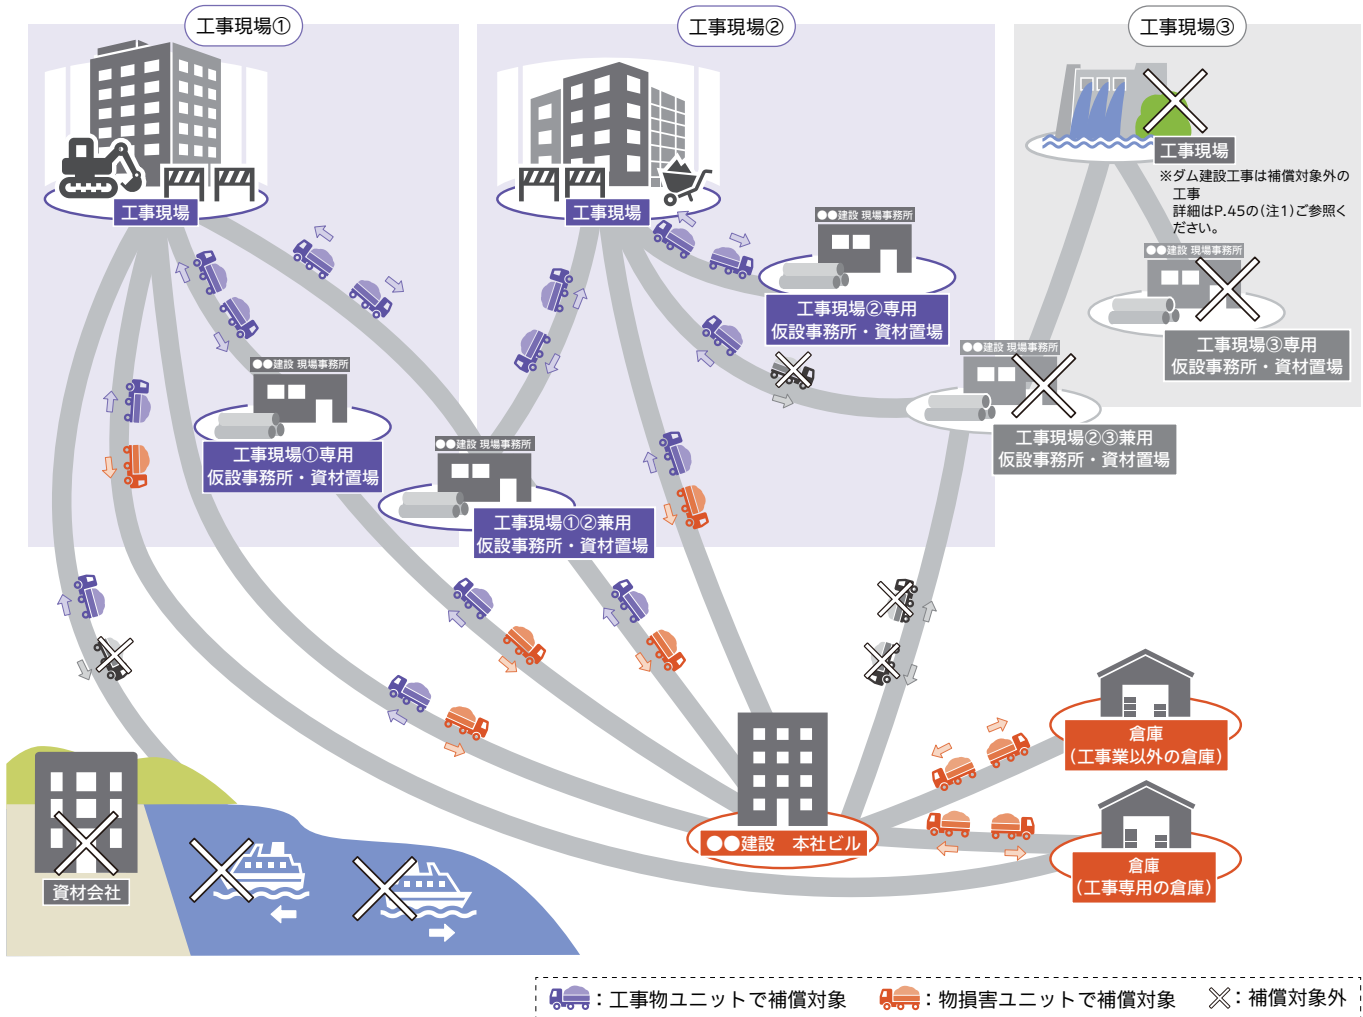 工事現場①
工事現場②
工事現場③
工事現場
工事現場
工事現場
※ダム建設工事は補償対象外の
工事
詳細はP.45の(注1)ご参照く
ださい。
●●建設 現場事務所
工事現場②専用
仮設事務所・資材置場
●●建設 現場事務所
工事現場③専用
仮設事務所・資材置場
●●建設 現場事務所
工事現場①専用
仮設事務所・資材置場
●●建設 現場事務所
工事現場②③兼用
仮設事務所・資材置場
●●建設 現場事務所
工事現場①②兼用
仮設事務所・資材置場
倉庫
(工事業以外の倉庫)
●●建設 本社ビル
倉庫
(工事専用の倉庫)
資材会社
：工事物ユニットで補償対象
：物損害ユニットで補償対象
：補償対象外